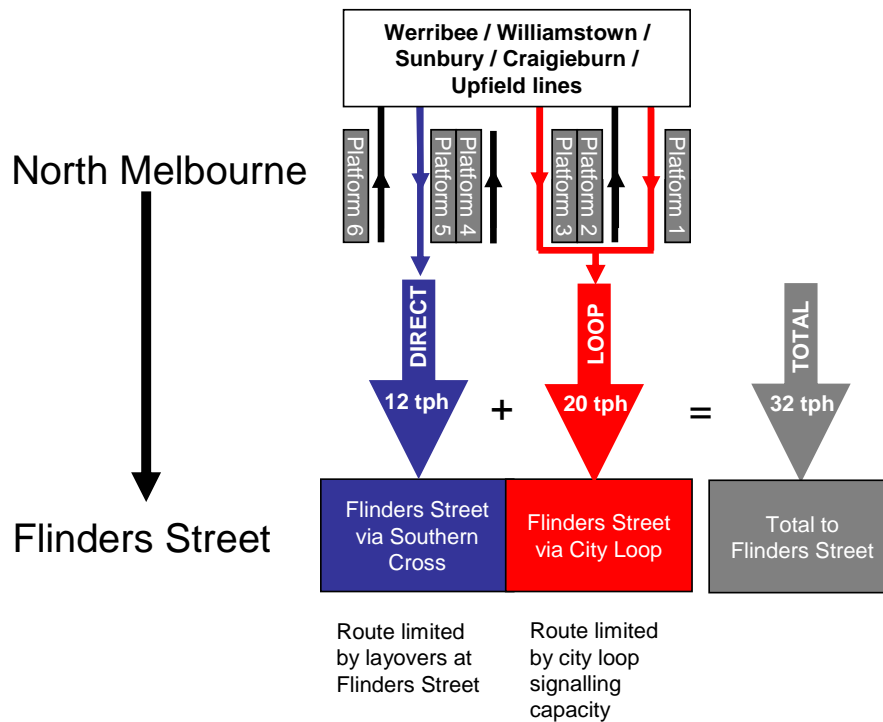 Werribee / Williamstown /
Sunbury / Craigieburn /
Upfield lines
North Melbourne
Platform 6
Platform 5
Platform 4
Platform 3
Platform 2
Platform 1
DIRECT
LOOP
TOTAL
12 tph
+
20 tph
=
32 tph
Flinders Street
Flinders Street
via Southern
Cross
Flinders Street
via City Loop
Total to
Flinders Street
Route limited
by layovers at
Flinders Street
Route limited
by city loop
signalling
capacity